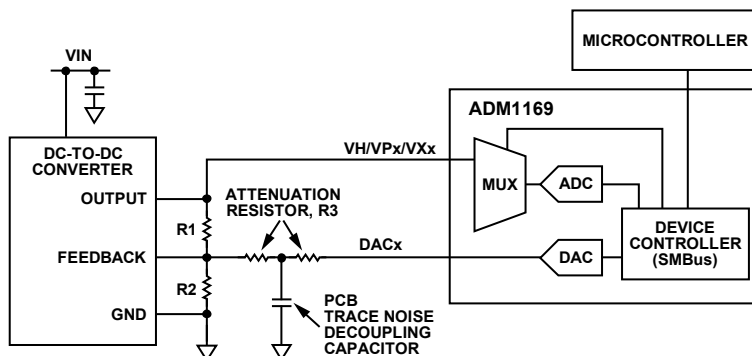 MICROCONTROLLER
VIN
ADM1169
DC-TO-DC
CONVERTER
VH/VPx/VXx
MUX
ADC
OUTPUT
ATTENUATION
RESISTOR, R3
R1
DACx
DEVICE
CONTROLLER
(SMBus)
FEEDBACK
DAC
R2
GND
PCB
TRACE NOISE
DECOUPLING
CAPACITOR